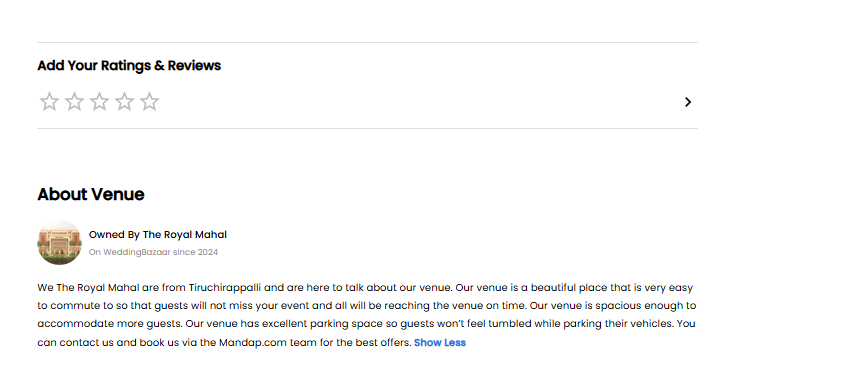 Add Your Ratings & Reviews
About Venue
Owned By The Royal Mahal
On WeddingBazaar since 2024
We The Royal Mahal are from Tiruchirappalli and are here to talk about our venue. Our venue is a beautiful place that is very easy
to commute to so that guests will not miss your event and all will be reaching the venue on time. Our venue is spacious enough to
accommodate more guests. Our venue has excellent parking space so guests won't feel tumbled while parking their vehicles. You
can contact us and book us via the Mandap.com team for the best offers. Show Less